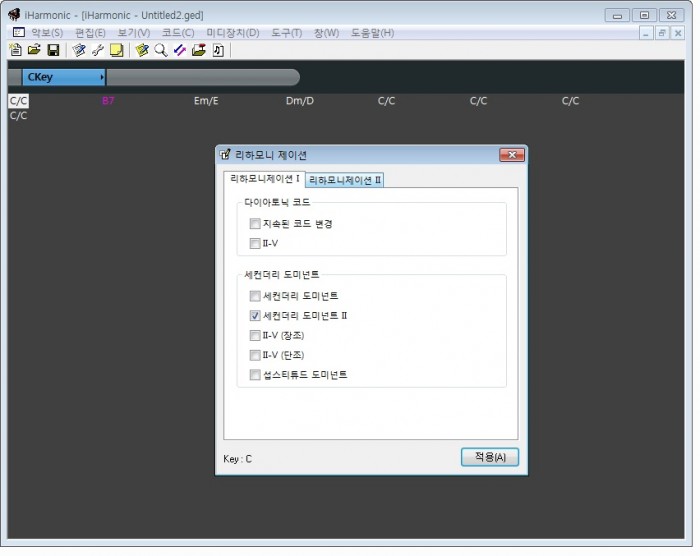 iHarmonic - [iHarmonic - Untitled2.ged]
악보(S) 편집(E) 보기(V) 코드(C) 미디장치(D) 도구(T) 창(W) 도움말(H)
CKey
C/C B7 Em/E Dm/D C/C C/C C/C
C/C
리하모니 제이션
리하모니제이션 I 리하모니제이션 II
다이아토닉 코드
지속된 코드 변경
II-V
세컨더리 도미넌트
세컨더리 도미넌트
세컨더리 도미넌트 II
II-V (장조)
II-V (단조)
섭스티튜드 도미넌트
Key : C
적용(A)